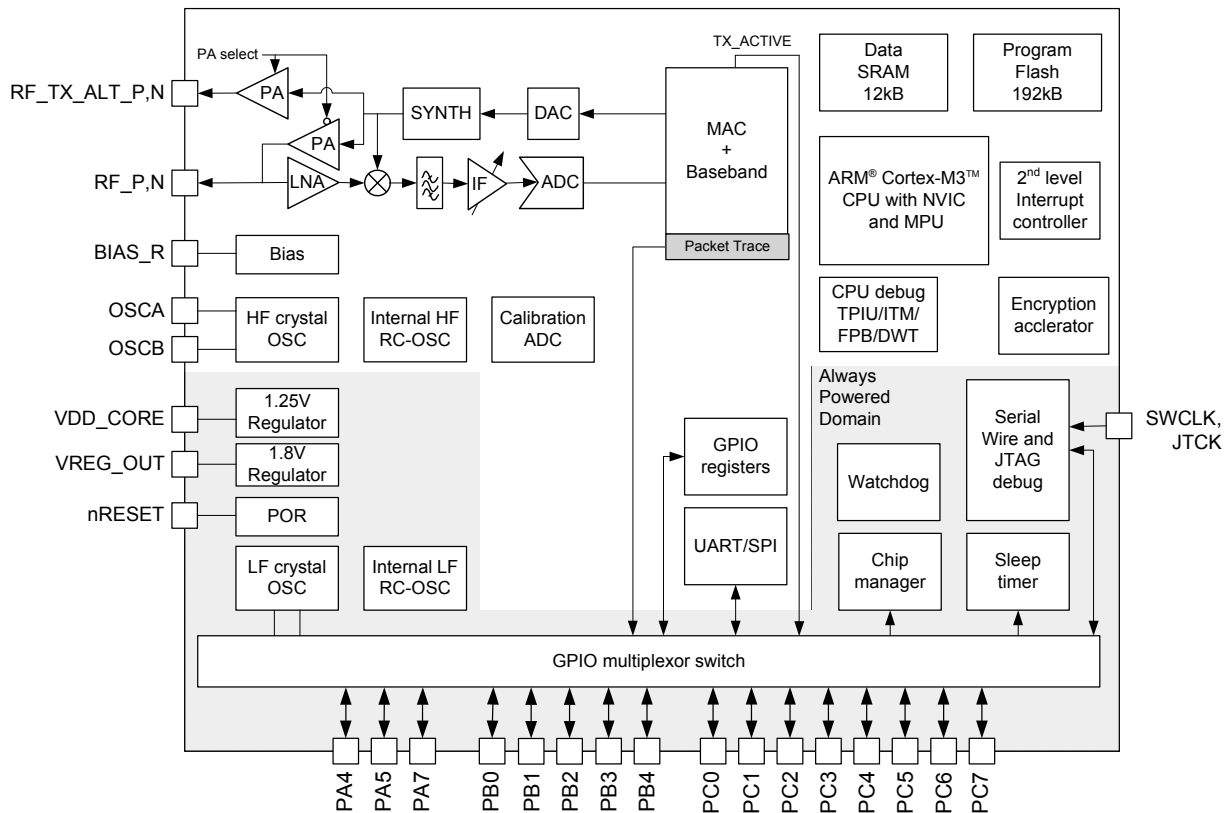 PA select
TX_ACTIVE
Data
SRAM
12kB
Program
Flash
192kB
RF_TX_ALT_P,N
PA
SYNTH
DAC
MAC
+
Baseband
PA
RF_P,N
LNA
IF
ADC
ARM® Cortex-M3™
CPU with NVIC
and MPU
2nd level
Interrupt
controller
Packet Trace
BIAS_R
Bias
OSCA
OSCB
HF crystal
OSC
Internal HF
RC-OSC
Calibration
ADC
CPU debug
TPIU/ITM/
FPB/DWT
Encryption
acclerator
Always
Powered
Domain
VDD_CORE
1.25V
Regulator
VREG_OUT
1.8V
Regulator
GPIO
registers
Watchdog
Serial
Wire and
JTAG
debug
SWCLK,
JTCK
nRESET
POR
UART/SPI
LF crystal
OSC
Internal LF
RC-OSC
Chip
manager
Sleep
timer
GPIO multiplexor switch
PA4
PA5
PA7
PB0
PB1
PB2
PB3
PB4
PC0
PC1
PC2
PC3
PC4
PC5
PC6
PC7